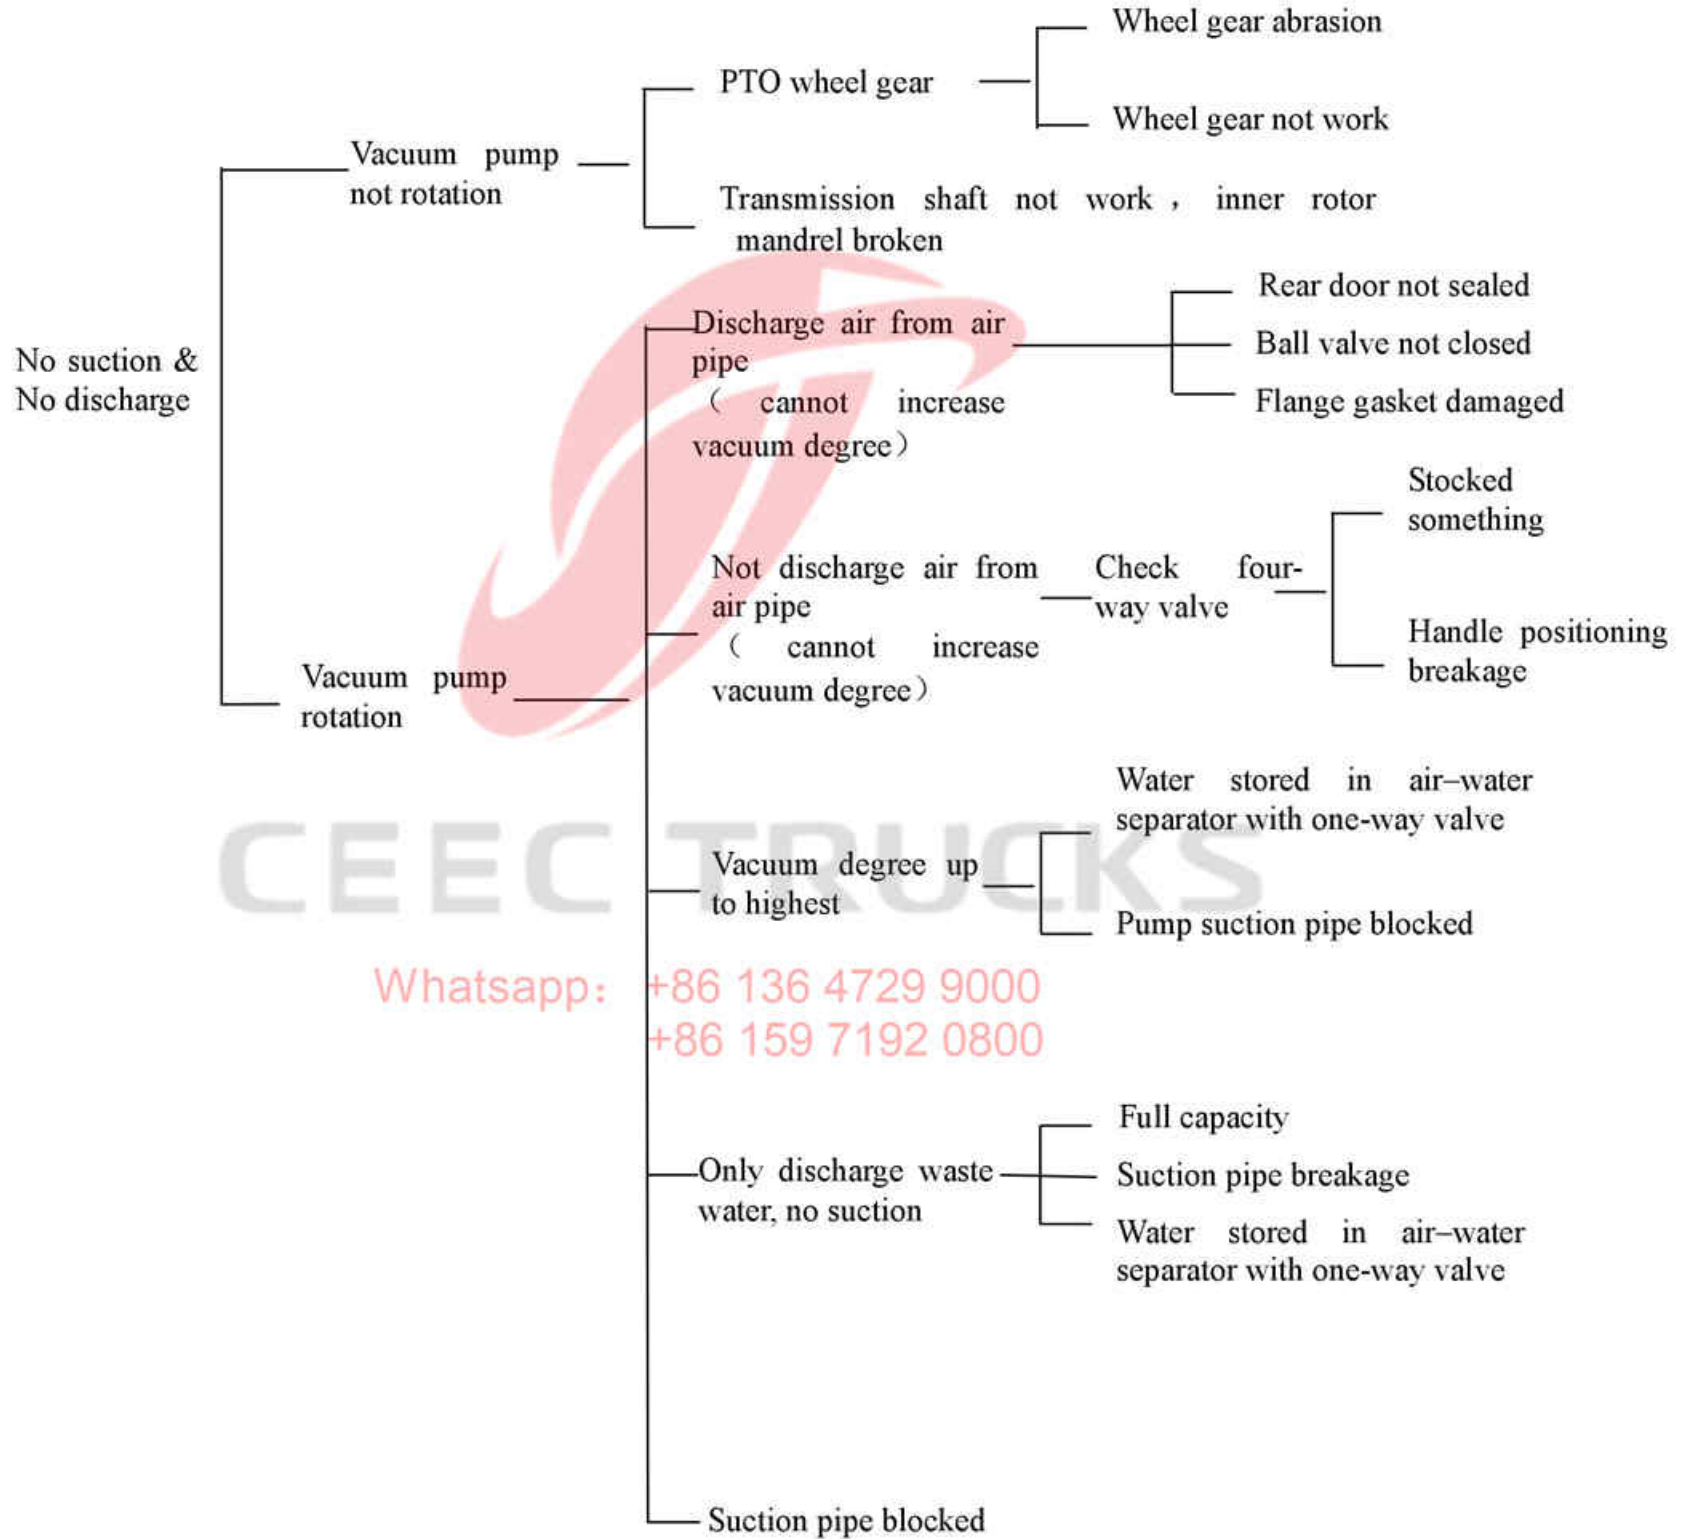 Wheel gear abrasion
PTO wheel gear
Wheel gear not work
Vacuum pump
not rotation
Transmission shaft not work，inner rotor
mandrel broken
No suction &
No discharge
Discharge air from air
pipe
（ cannot increase
vacuum degree）
Rear door not sealed
Ball valve not closed
Flange gasket damaged
Not discharge air from
air pipe
（ cannot increase
vacuum degree）
Check four-
way valve
Stocked
something
Handle positioning
breakage
Vacuum pump
rotation
Vacuum degree up
to highest
Water stored in air–water
separator with one-way valve
Pump suction pipe blocked
CEEC TRUCKS
Whatsapp： +86 136 4729 9000
+86 159 7192 0800
Only discharge waste
water, no suction
Full capacity
Suction pipe breakage
Water stored in air–water
separator with one-way valve
Suction pipe blocked